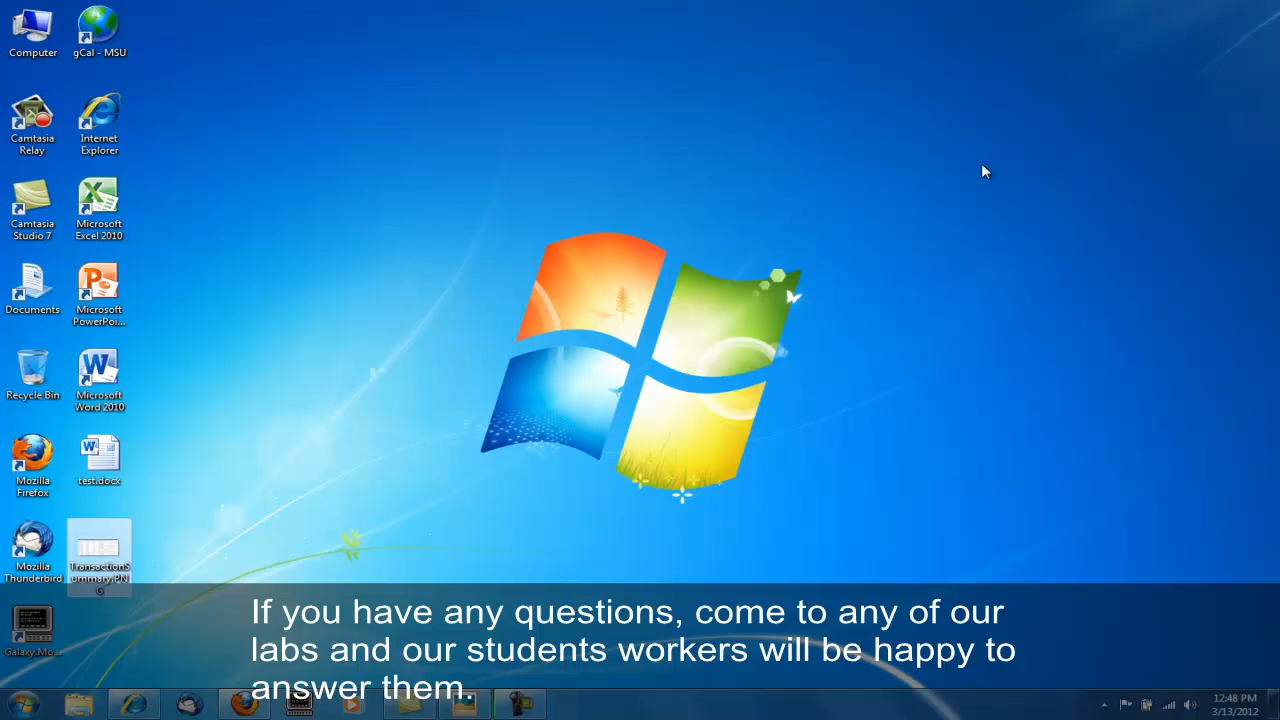 Computer
gCal - MSU
Camtasia
Relay
Internet
Explorer
Camtasia
Studio 7
Microsoft
Excel 2010
Documents
Microsoft
PowerPoi...
Recycle Bin
Microsoft
Word 2010
Mozilla
Firefox
test.docx
Mozilla
Thunderbird
TransactionS
ummary.PN
G
Galaxy.Mo...
If you have any questions, come to any of our
labs and our students workers will be happy to
answer them.
12:48 PM
3/13/2012